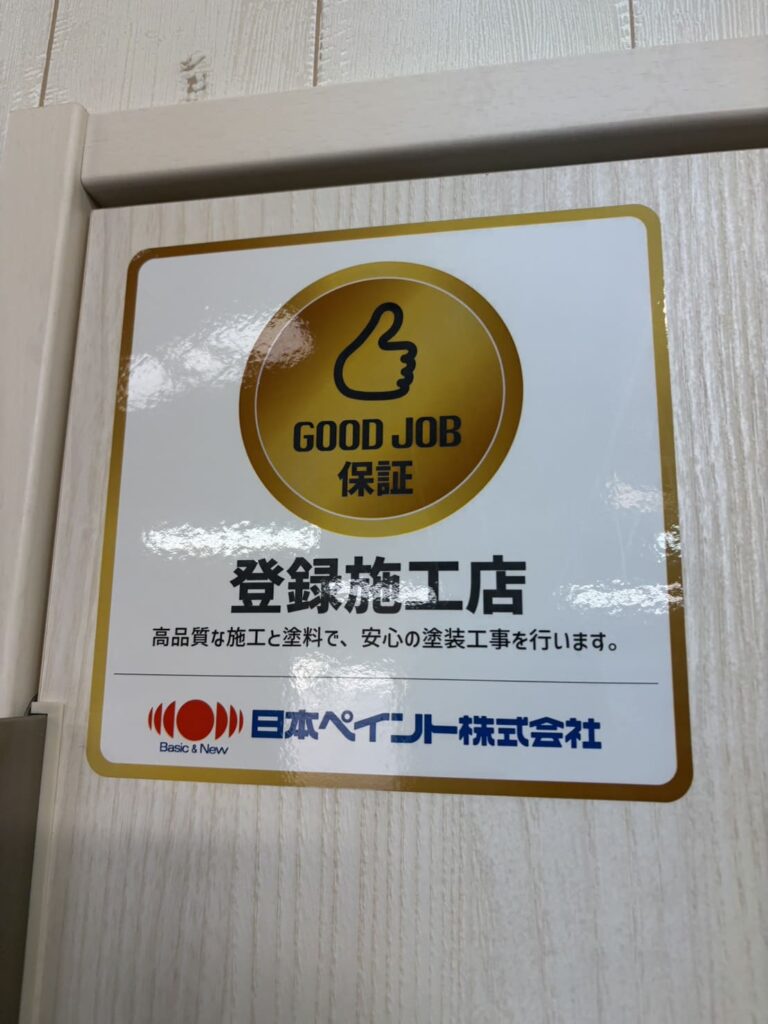 GOOD JOB
保証
登録施工店
高品質な施工と塗料で、安心の塗装工事を行います。
Basic & New
日本ペイント株式会社